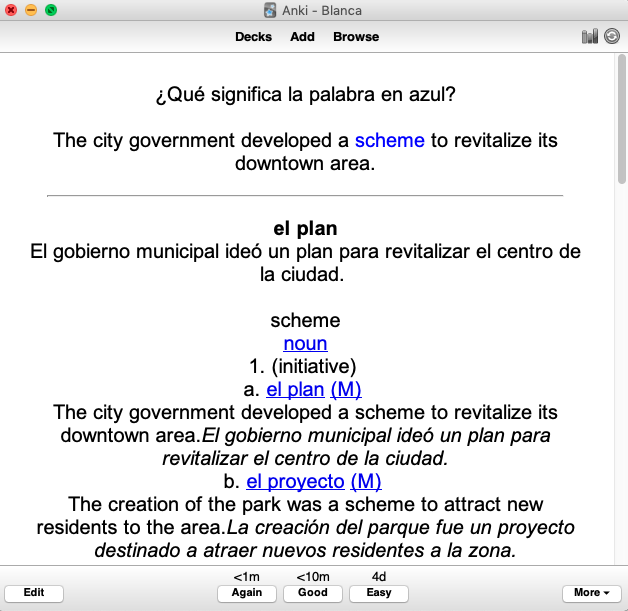 Anki - Blanca
Decks Add Browse
¿Qué significa la palabra en azul?
The city government developed a scheme to revitalize its
downtown area.
el plan
El gobierno municipal ideó un plan para revitalizar el centro de
la ciudad.
scheme
noun
1. (initiative)
a. el plan (M)
The city government developed a scheme to revitalize its
downtown area.El gobierno municipal ideó un plan para
revitalizar el centro de la ciudad.
b. el proyecto (M)
The creation of the park was a scheme to attract new
residents to the area.La creación del parque fue un proyecto
destinado a atraer nuevos residentes a la zona.
<1m <10m 4d
Edit Again Good Easy More